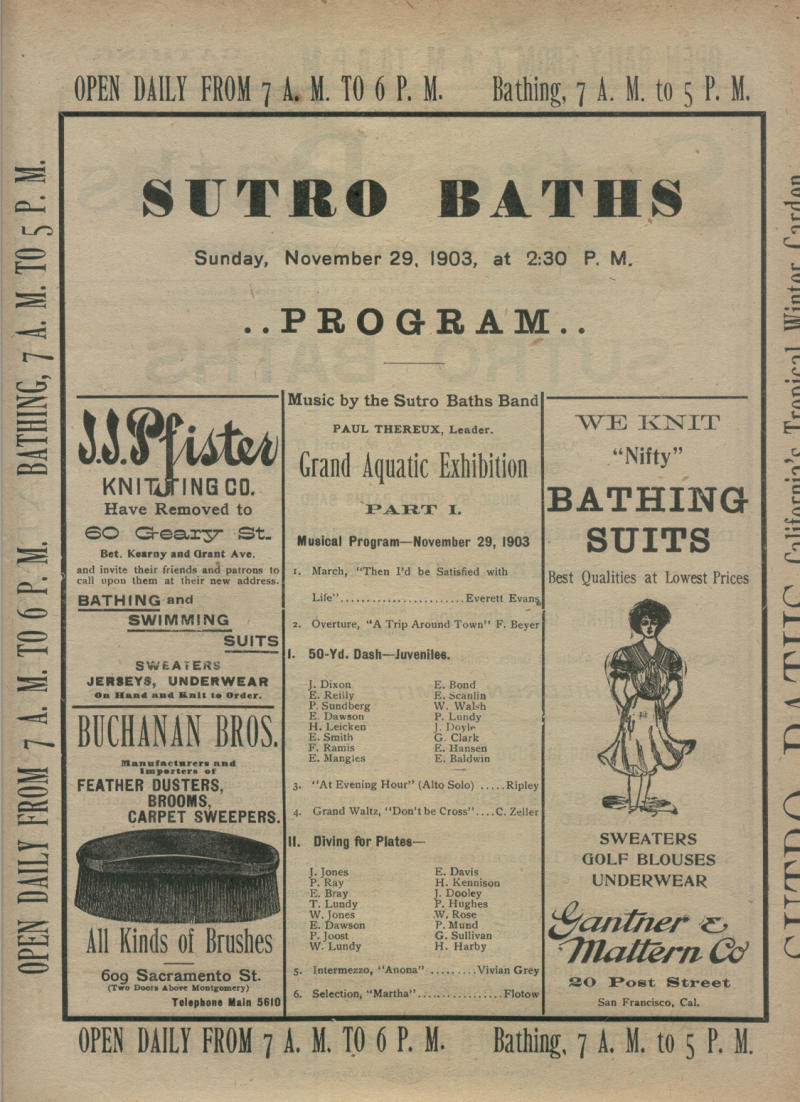 OPEN DAILY FROM 7 A. M. TO 6 P. M. Bathing, 7 A. M. to 5 P. M.
OPEN DAILY FROM 7 A. M. TO 6 P. M. BATHING, 7 A. M. TO 5 P. M.
SUTRO BATHS
Sunday, November 29, 1903, at 2:30 P. M.
..PROGRAM..
J.J. Pfister
KNITTING CO.
Have Removed to
60 Geary St.
Bet. Kearny and Grant Ave.
and invite their friends and patrons to
call upon them at their new address.
BATHING and
SWIMMING
SUITS
SWEATERS
JERSEYS, UNDERWEAR
On Hand and Knit to Order.
BUCHANAN BROS.
Manufacturers and
Importers of
FEATHER DUSTERS,
BROOMS,
CARPET SWEEPERS.
All Kinds of Brushes
609 Sacramento St.
(Two Doors Above Montgomery)
Telephone Main 5610
Music by the Sutro Baths Band
PAUL THEREUX, Leader.
Grand Aquatic Exhibition
PART I.
Musical Program—November 29, 1903
1. March, "Then I'd be Satisfied with
Life"........................Everett Evans
2. Overture, "A Trip Around Town" F. Beyer
I. 50-Yd. Dash—Juveniles.
J. Dixon E. Bond
E. Reilly E. Scanlin
P. Sundberg W. Walsh
E. Dawson P. Lundy
H. Leicken J. Doyle
E. Smith G. Clark
F. Ramis E. Hansen
E. Mangles E. Baldwin
3. "At Evening Hour" (Alto Solo) .....Ripley
4. Grand Waltz, "Don't be Cross"....C. Zeller
II. Diving for Plates—
J. Jones E. Davis
P. Ray H. Kennison
E. Bray J. Dooley
T. Lundy P. Hughes
W. Jones W. Rose
E. Dawson P. Mund
P. Joost G. Sullivan
W. Lundy H. Harby
5. Intermezzo, "Anona" .........Vivian Grey
6. Selection, "Martha"................Flotow
WE KNIT
"Nifty"
BATHING
SUITS
Best Qualities at Lowest Prices
SWEATERS
GOLF BLOUSES
UNDERWEAR
Gantner &
Mattern Co
20 Post Street
San Francisco, Cal.
California's Tropical Winter Garden
SUTRO BATHS
OPEN DAILY FROM 7 A. M. TO 6 P. M. Bathing, 7 A. M. to 5 P. M.